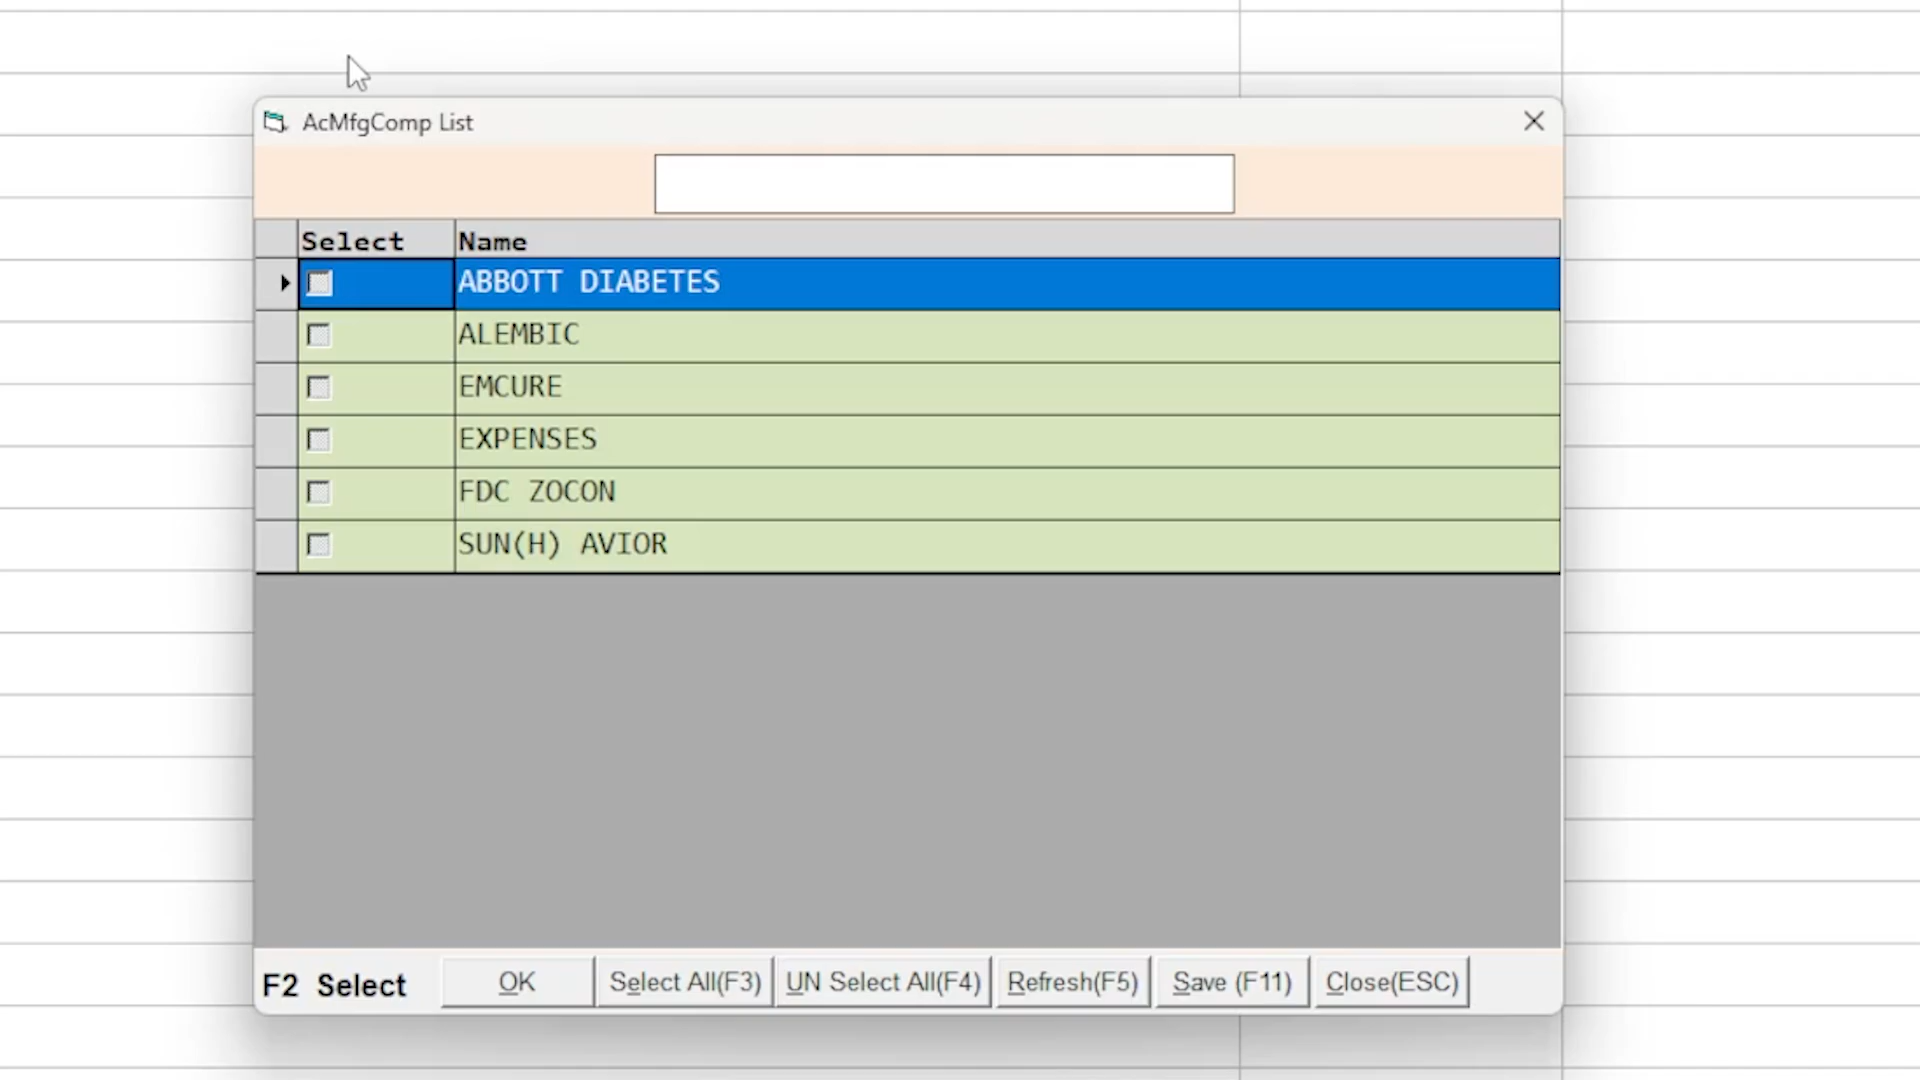 AcMfgComp List
Select Name
ABBOTT DIABETES
ALEMBIC
EMCURE
EXPENSES
FDC ZOCON
SUN(H) AVIOR
F2 Select OK Select All(F3) UN Select All(F4) Refresh(F5) Save (F11) Close(ESC)